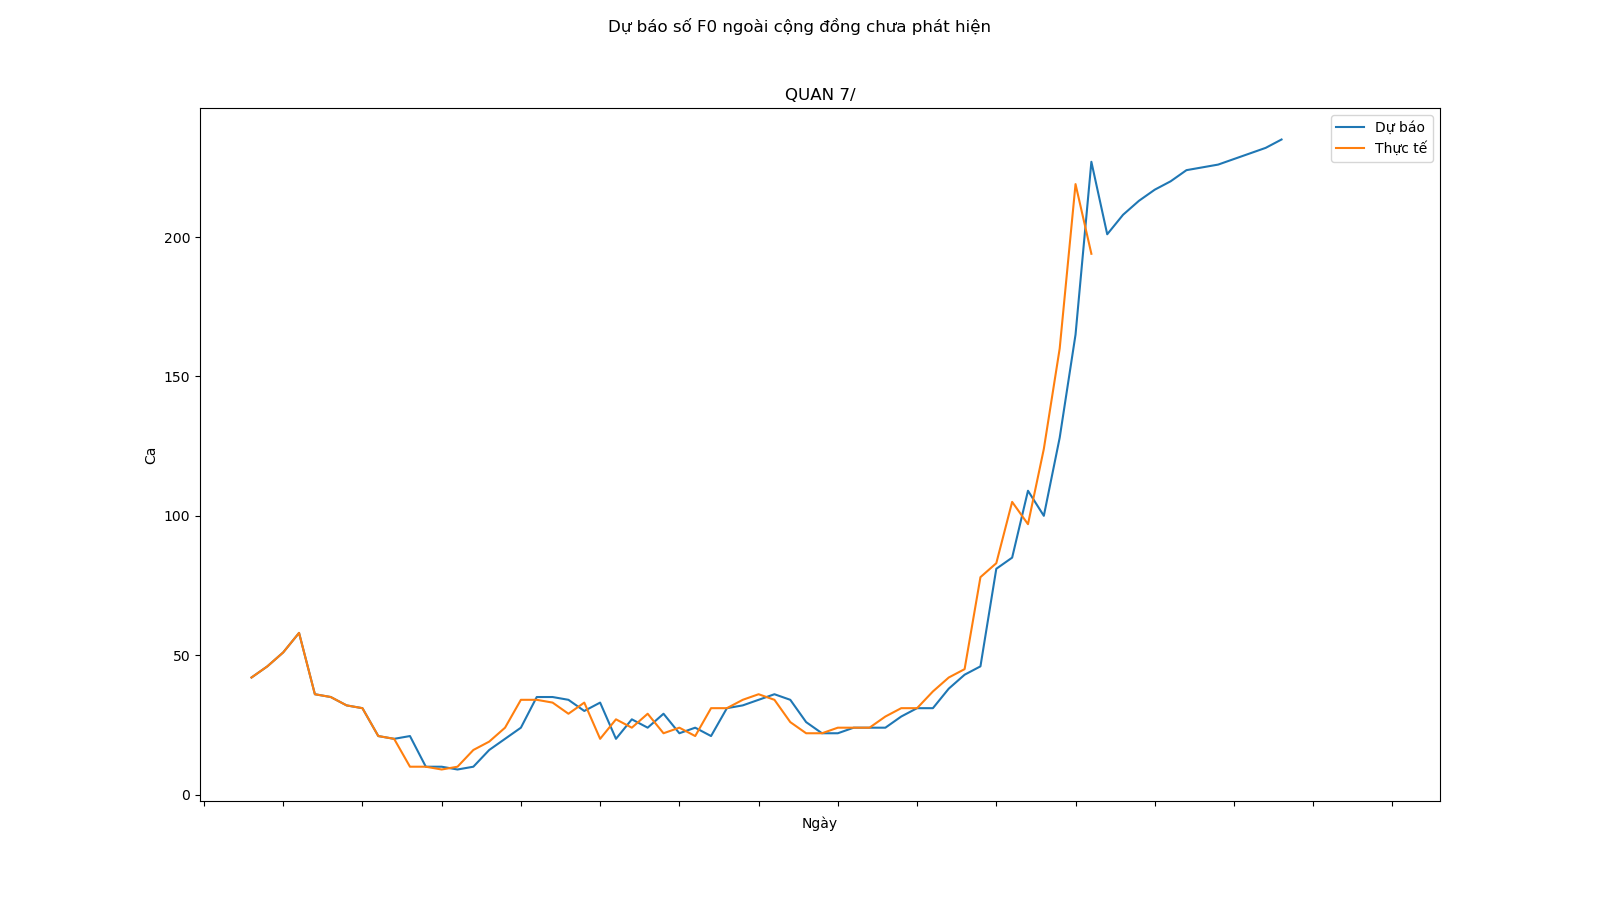 Dự báo số F0 ngoài cộng đồng chưa phát hiện
QUAN 7/
Dự báo
Thực tế
200
150
100
50
0
Ca
Ngày